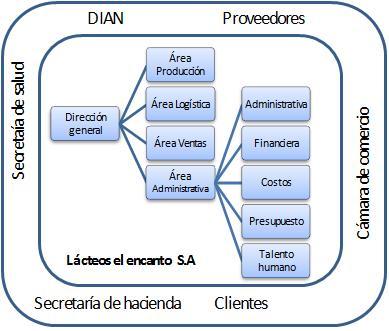 DIAN
Proveedores
Secretaría de salud
Área
Producción
Dirección
general
Área Logística
Administrativa
Área Ventas
Financiera
Área
Administrativa
Costos
Presupuesto
Talento
humano
Lácteos el encanto S.A
Cámara de comercio
Secretaría de hacienda
Clientes